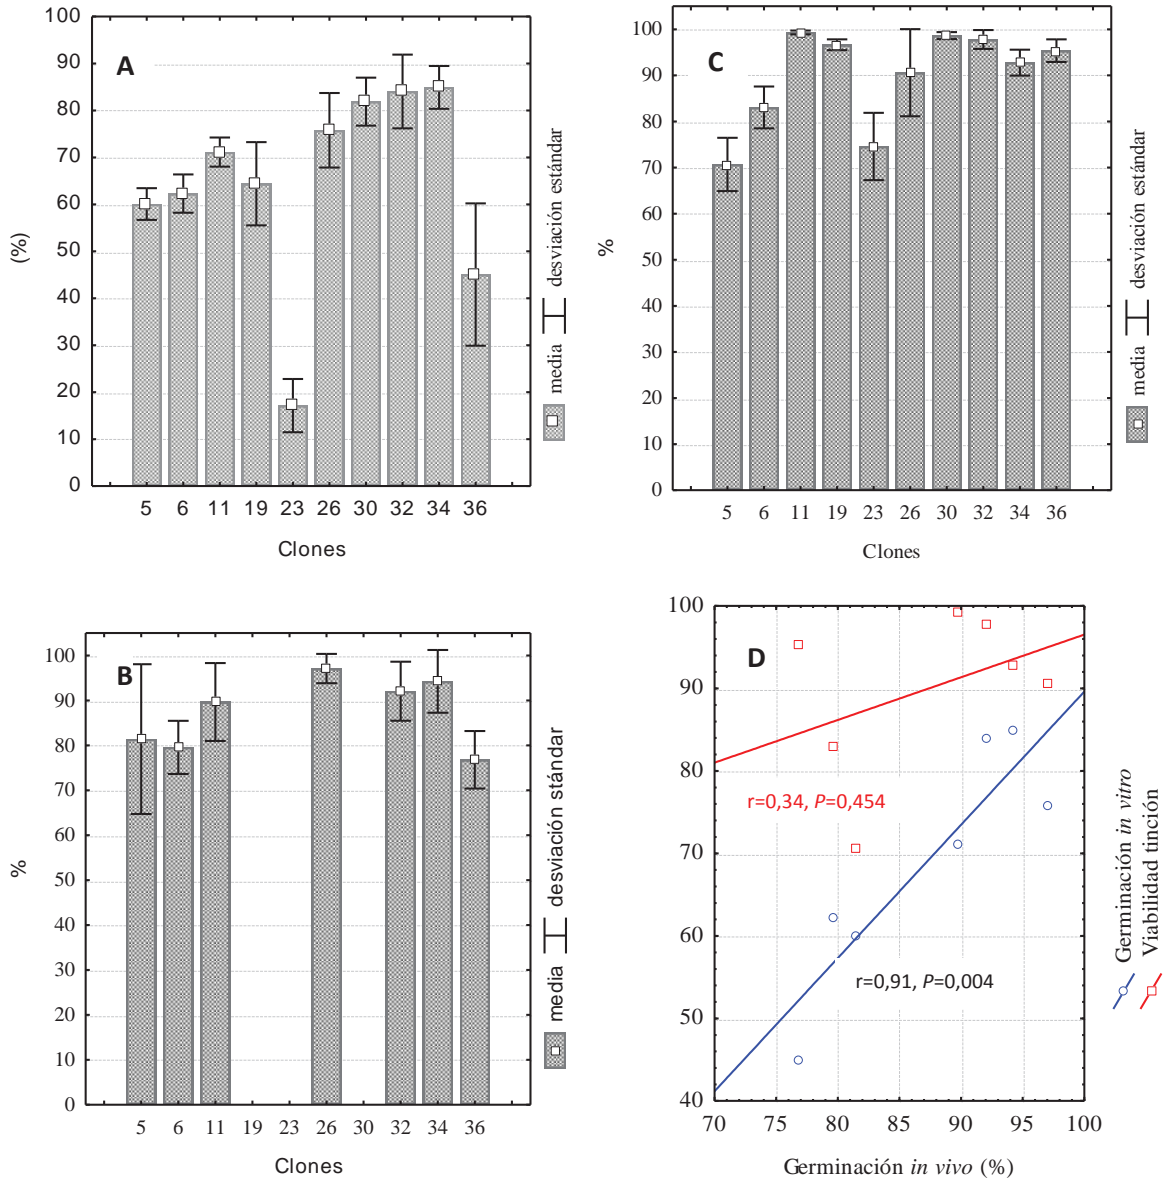 A
100
90
80
70
60
50
40
30
20
10
0
(%)
5 6 11 19 23 26 30 32 34 36
Clones
media desviación estándar
C
100
90
80
70
60
50
40
30
20
10
0
%
5 6 11 19 23 26 30 32 34 36
Clones
media desviación estándar
B
100
90
80
70
60
50
40
30
20
10
0
%
5 6 11 19 23 26 30 32 34 36
Clones
media desviación stándar
D
100
90
80
70
60
50
40
r=0,34, P=0,454
r=0,91, P=0,004
70 75 80 85 90 95 100
Germinación in vivo (%)
Germinación in vitro
Viabilidad tinción